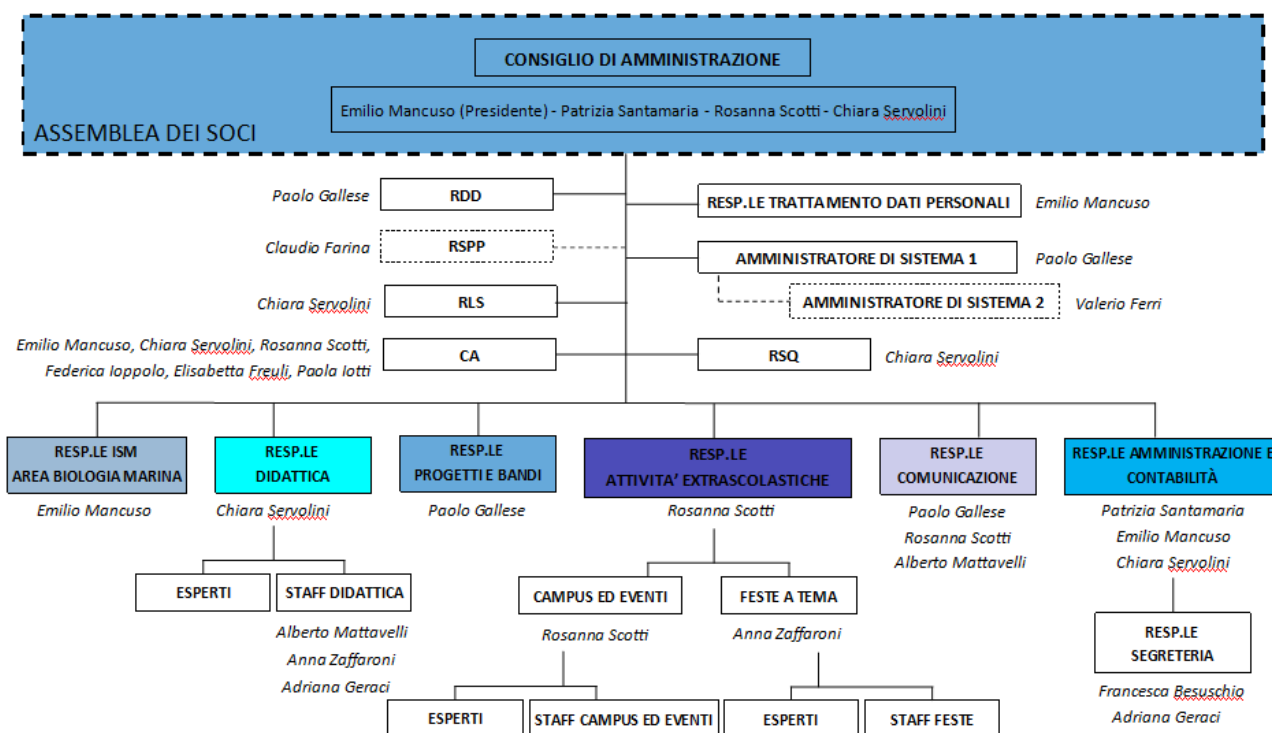 CONSIGLIO DI AMMINISTRAZIONE
Emilio Mancuso (Presidente) - Patrizia Santamaria - Rosanna Scotti - Chiara Servolini
ASSEMBLEA DEI SOCI
Paolo Gallese
RDD
RESP.LE TRATTAMENTO DATI PERSONALI
Emilio Mancuso
Claudio Farina
RSPP
AMMINISTRATORE DI SISTEMA 1
Paolo Gallese
Chiara Servolini
RLS
AMMINISTRATORE DI SISTEMA 2
Valerio Ferri
Emilio Mancuso, Chiara Servolini, Rosanna Scotti,
Federica Ioppolo, Elisabetta Freuli, Paola Iotti
CA
RSQ
Chiara Servolini
RESP.LE ISM
AREA BIOLOGIA MARINA
Emilio Mancuso
RESP.LE
DIDATTICA
Chiara Servolini
RESP.LE
PROGETTI E BANDI
Paolo Gallese
RESP.LE
ATTIVITA’ EXTRASCOLASTICHE
Rosanna Scotti
RESP.LE
COMUNICAZIONE
Paolo Gallese
Rosanna Scotti
Alberto Mattavelli
RESP.LE AMMINISTRAZIONE E
CONTABILITÀ
Patrizia Santamaria
Emilio Mancuso
Chiara Servolini
ESPERTI
STAFF DIDATTICA
Alberto Mattavelli
Anna Zaffaroni
Adriana Geraci
CAMPUS ED EVENTI
Rosanna Scotti
FESTE A TEMA
Anna Zaffaroni
RESP.LE
SEGRETERIA
Francesca Besuschio
Adriana Geraci
ESPERTI
STAFF CAMPUS ED EVENTI
ESPERTI
STAFF FESTE